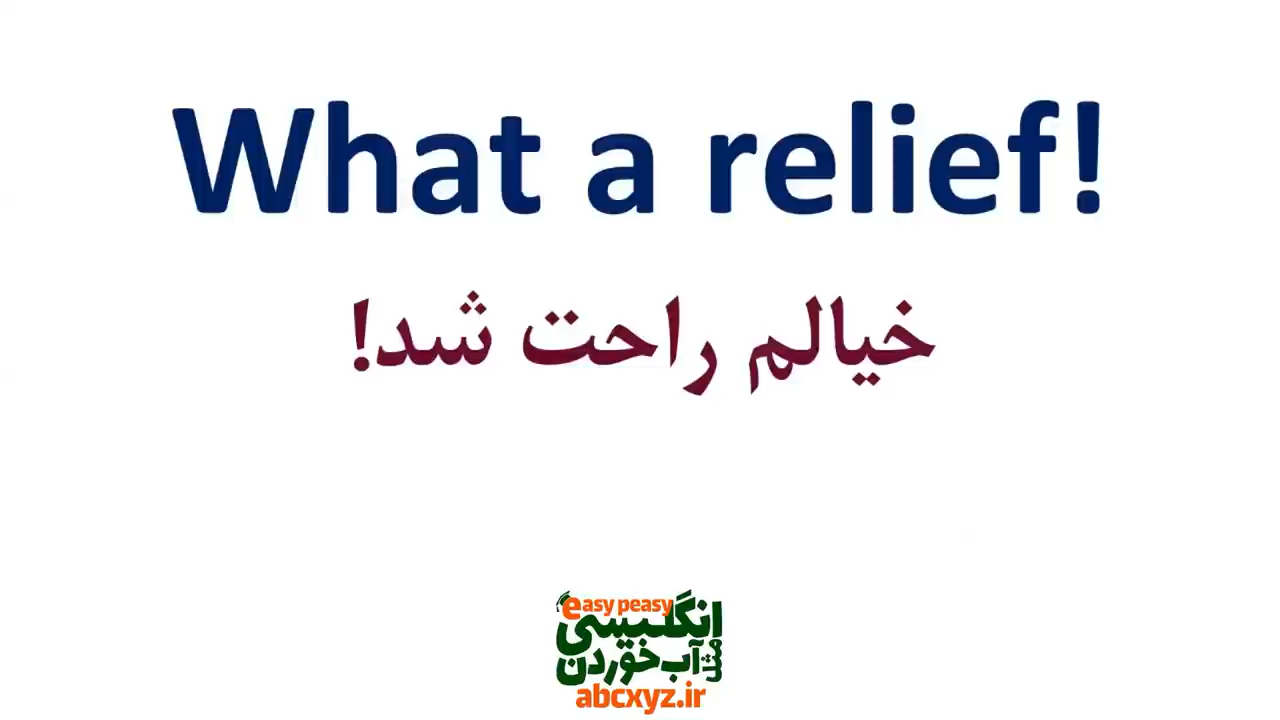 What a relief!
خیالم راحت شد!
easy peasy
انگلیسی
مثل آب خوردن
abcxyz.ir